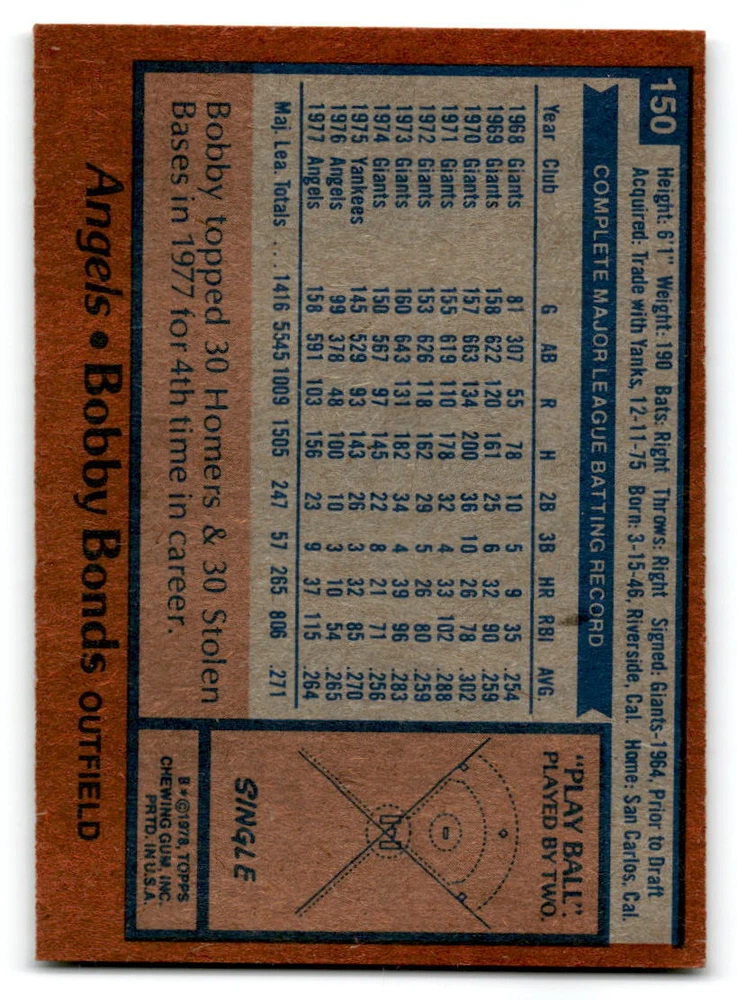 150
Height: 6'1" Weight: 190 Bats: Right Throws: Right Signed: Giants-1964, Prior to Draft
Acquired: Trade with Yanks, 12-11-75 Born: 3-15-46, Riverside, Cal. Home: San Carlos, Cal.
COMPLETE MAJOR LEAGUE BATTING RECORD
Year Club G AB R H 2B 3B HR RBI AVG.
1968 Giants 81 307 55 78 10 5 9 35 .254
1969 Giants 158 622 120 161 25 6 32 90 .259
1970 Giants 157 663 134 200 36 10 26 78 .302
1971 Giants 155 619 110 178 32 4 33 102 .288
1972 Giants 153 626 118 162 29 5 26 80 .259
1973 Giants 160 643 131 182 34 4 39 96 .283
1974 Giants 150 567 97 145 22 8 21 71 .256
1975 Yankees 145 529 93 143 26 3 32 85 .270
1976 Angels 99 378 48 100 10 3 10 54 .265
1977 Angels 158 591 103 156 23 9 37 115 .264
Maj. Lea. Totals ... 1416 5545 1009 1505 247 57 265 806 .271
Bobby topped 30 Homers & 30 Stolen
Bases in 1977 for 4th time in career.
"PLAY BALL"
PLAYED BY TWO.
SINGLE
B * ©1978, TOPPS
CHEWING GUM, INC.
PRTD. IN U.S.A.
Angels • Bobby Bonds OUTFIELD